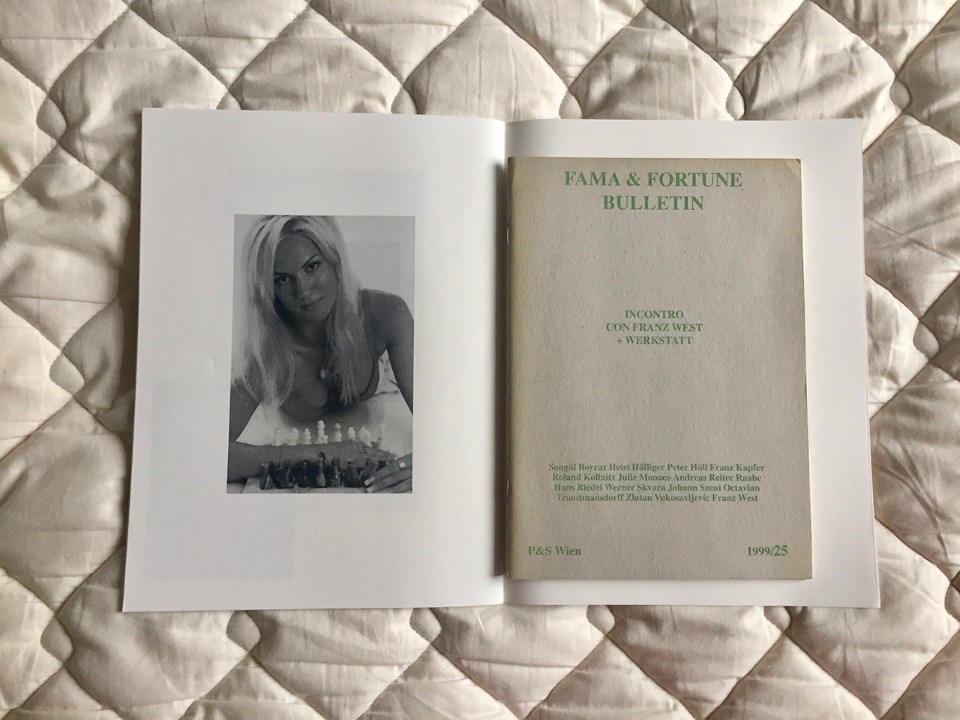 FAMA & FORTUNE
BULLETIN
INCONTRO
CON FRANZ WEST
+ WERKSTATT
Songül Boyraz Heiri Häfliger Peter Höll Franz Kapfer
Roland Kollnitz Julie Monaco Andreas Reiter Raabe
Hans Riedel Werner Skvara Johann Szeni Octavian
Trauttmansdorff Zlatan Vukosavljevic Franz West
P&S Wien
1999/25